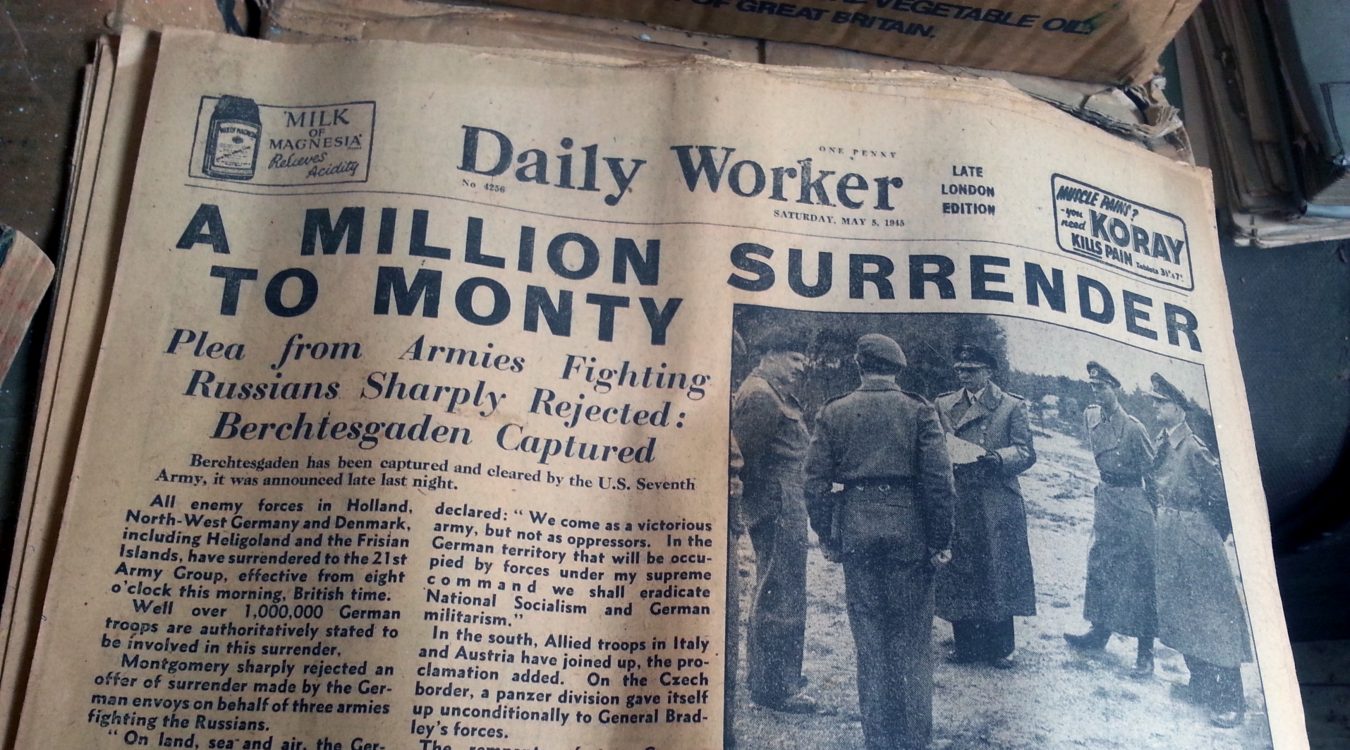 VEGETABLE OIL
OF GREAT BRITAIN.
MILK
OF
MAGNESIA
Relieves
Acidity
Daily Worker
ONE PENNY
No 4256
SATURDAY, MAY 5, 1945
LATE
LONDON
EDITION
MUSCLE PAINS?
-you
need KORAY
KILLS PAIN
A MILLION SURRENDER
TO MONTY
Plea from Armies Fighting
Russians Sharply Rejected:
Berchtesgaden Captured
Berchtesgaden has been captured and cleared by the U.S. Seventh
Army, it was announced late last night.
All enemy forces in Holland,
North-West Germany and Denmark,
including Heligoland and the Frisian
Islands, have surrendered to the 21st
Army Group, effective from eight
o'clock this morning, British time.
Well over 1,000,000 German
troops are authoritatively stated to
be involved in this surrender,
Montgomery sharply rejected an
offer of surrender made by the Ger-
man envoys on behalf of three armies
fighting the Russians.
"On land, sea and air, the Ger-
declared: "We come as a victorious
army, but not as oppressors. In the
German territory that will be occu-
pied by forces under my supreme
command we shall eradicate
National Socialism and German
militarism."
In the south, Allied troops in Italy
and Austria have joined up, the pro-
clamation added. On the Czech
border, a panzer division gave itself
up unconditionally to General Brad-
ley's forces.